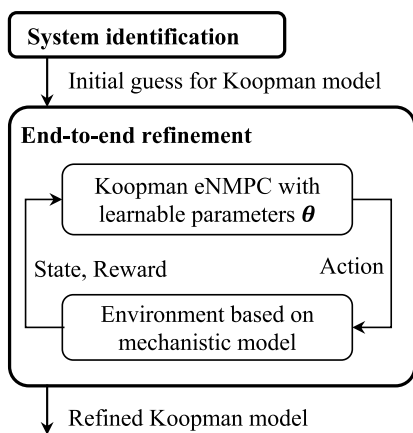 System identification
Initial guess for Koopman model
End-to-end refinement
Koopman eNMPC with
learnable parameters θ
State, Reward
Action
Environment based on
mechanistic model
Refined Koopman model